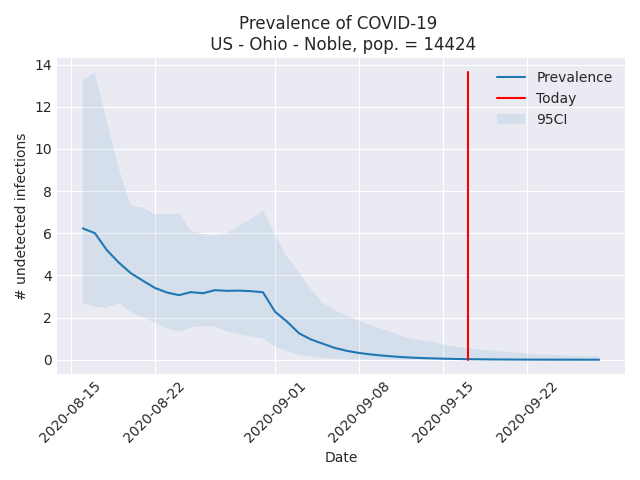 Prevalence of COVID-19
US - Ohio - Noble, pop. = 14424
Prevalence
Today
95CI
14
12
10
8
6
4
2
0
# undetected infections
2020-08-15
2020-08-22
2020-09-01
2020-09-08
2020-09-15
2020-09-22
Date